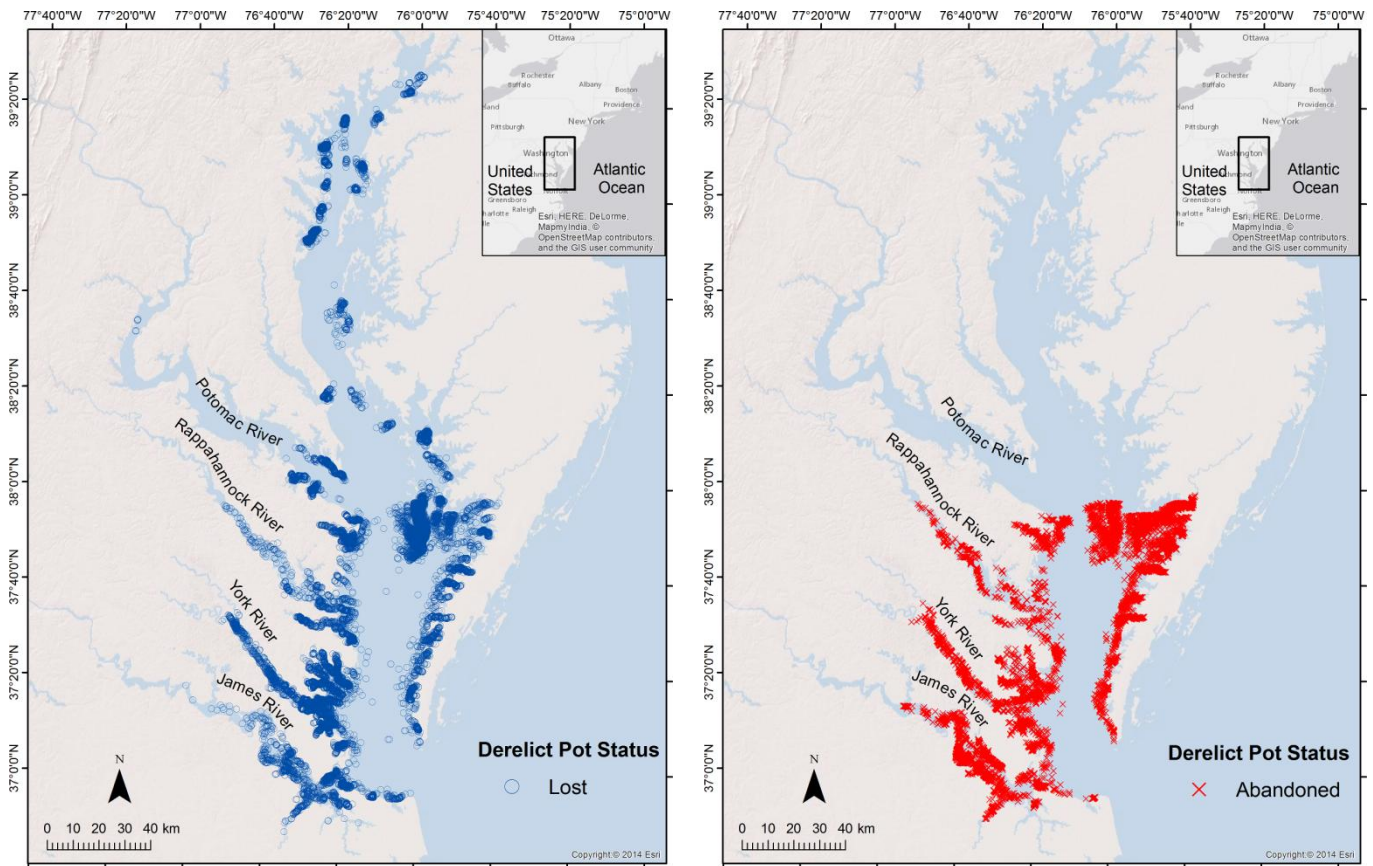 77°40'0"W 77°20'0"W 77°0'0"W 76°40'0"W 76°20'0"W 76°0'0"W 75°40'0"W 75°20'0"W 75°0'0"W
39°20'0"N
39°0'0"N
38°40'0"N
38°20'0"N
38°0'0"N
37°40'0"N
37°20'0"N
37°0'0"N
Ottawa
Rochester
Buffalo
Albany
Boston
Providence
land
New York
Pittsburgh
Washington
United
States
Atlantic
Ocean
Richmond
Norfolk
Greensboro
Raleigh
harlotte
lle
Esri, HERE, DeLorme,
MapmyIndia, ©
OpenStreetMap contributors,
and the GIS user community
Potomac River
Rappahannock River
York River
James River
Derelict Pot Status
Lost
N
0 10 20 30 40 km
Copyright:© 2014 Esri
77°40'0"W 77°20'0"W 77°0'0"W 76°40'0"W 76°20'0"W 76°0'0"W 75°40'0"W 75°20'0"W 75°0'0"W
39°20'0"N
39°0'0"N
38°40'0"N
38°20'0"N
38°0'0"N
37°40'0"N
37°20'0"N
37°0'0"N
Ottawa
Rochester
Buffalo
Albany
Boston
Providence
land
New York
Pittsburgh
Washington
United
States
Atlantic
Ocean
Richmond
Norfolk
Greensboro
Raleigh
harlotte
lle
Esri, HERE, DeLorme,
MapmyIndia, ©
OpenStreetMap contributors,
and the GIS user community
Potomac River
Rappahannock River
York River
James River
Derelict Pot Status
Abandoned
N
0 10 20 30 40 km
Copyright:© 2014 Esri